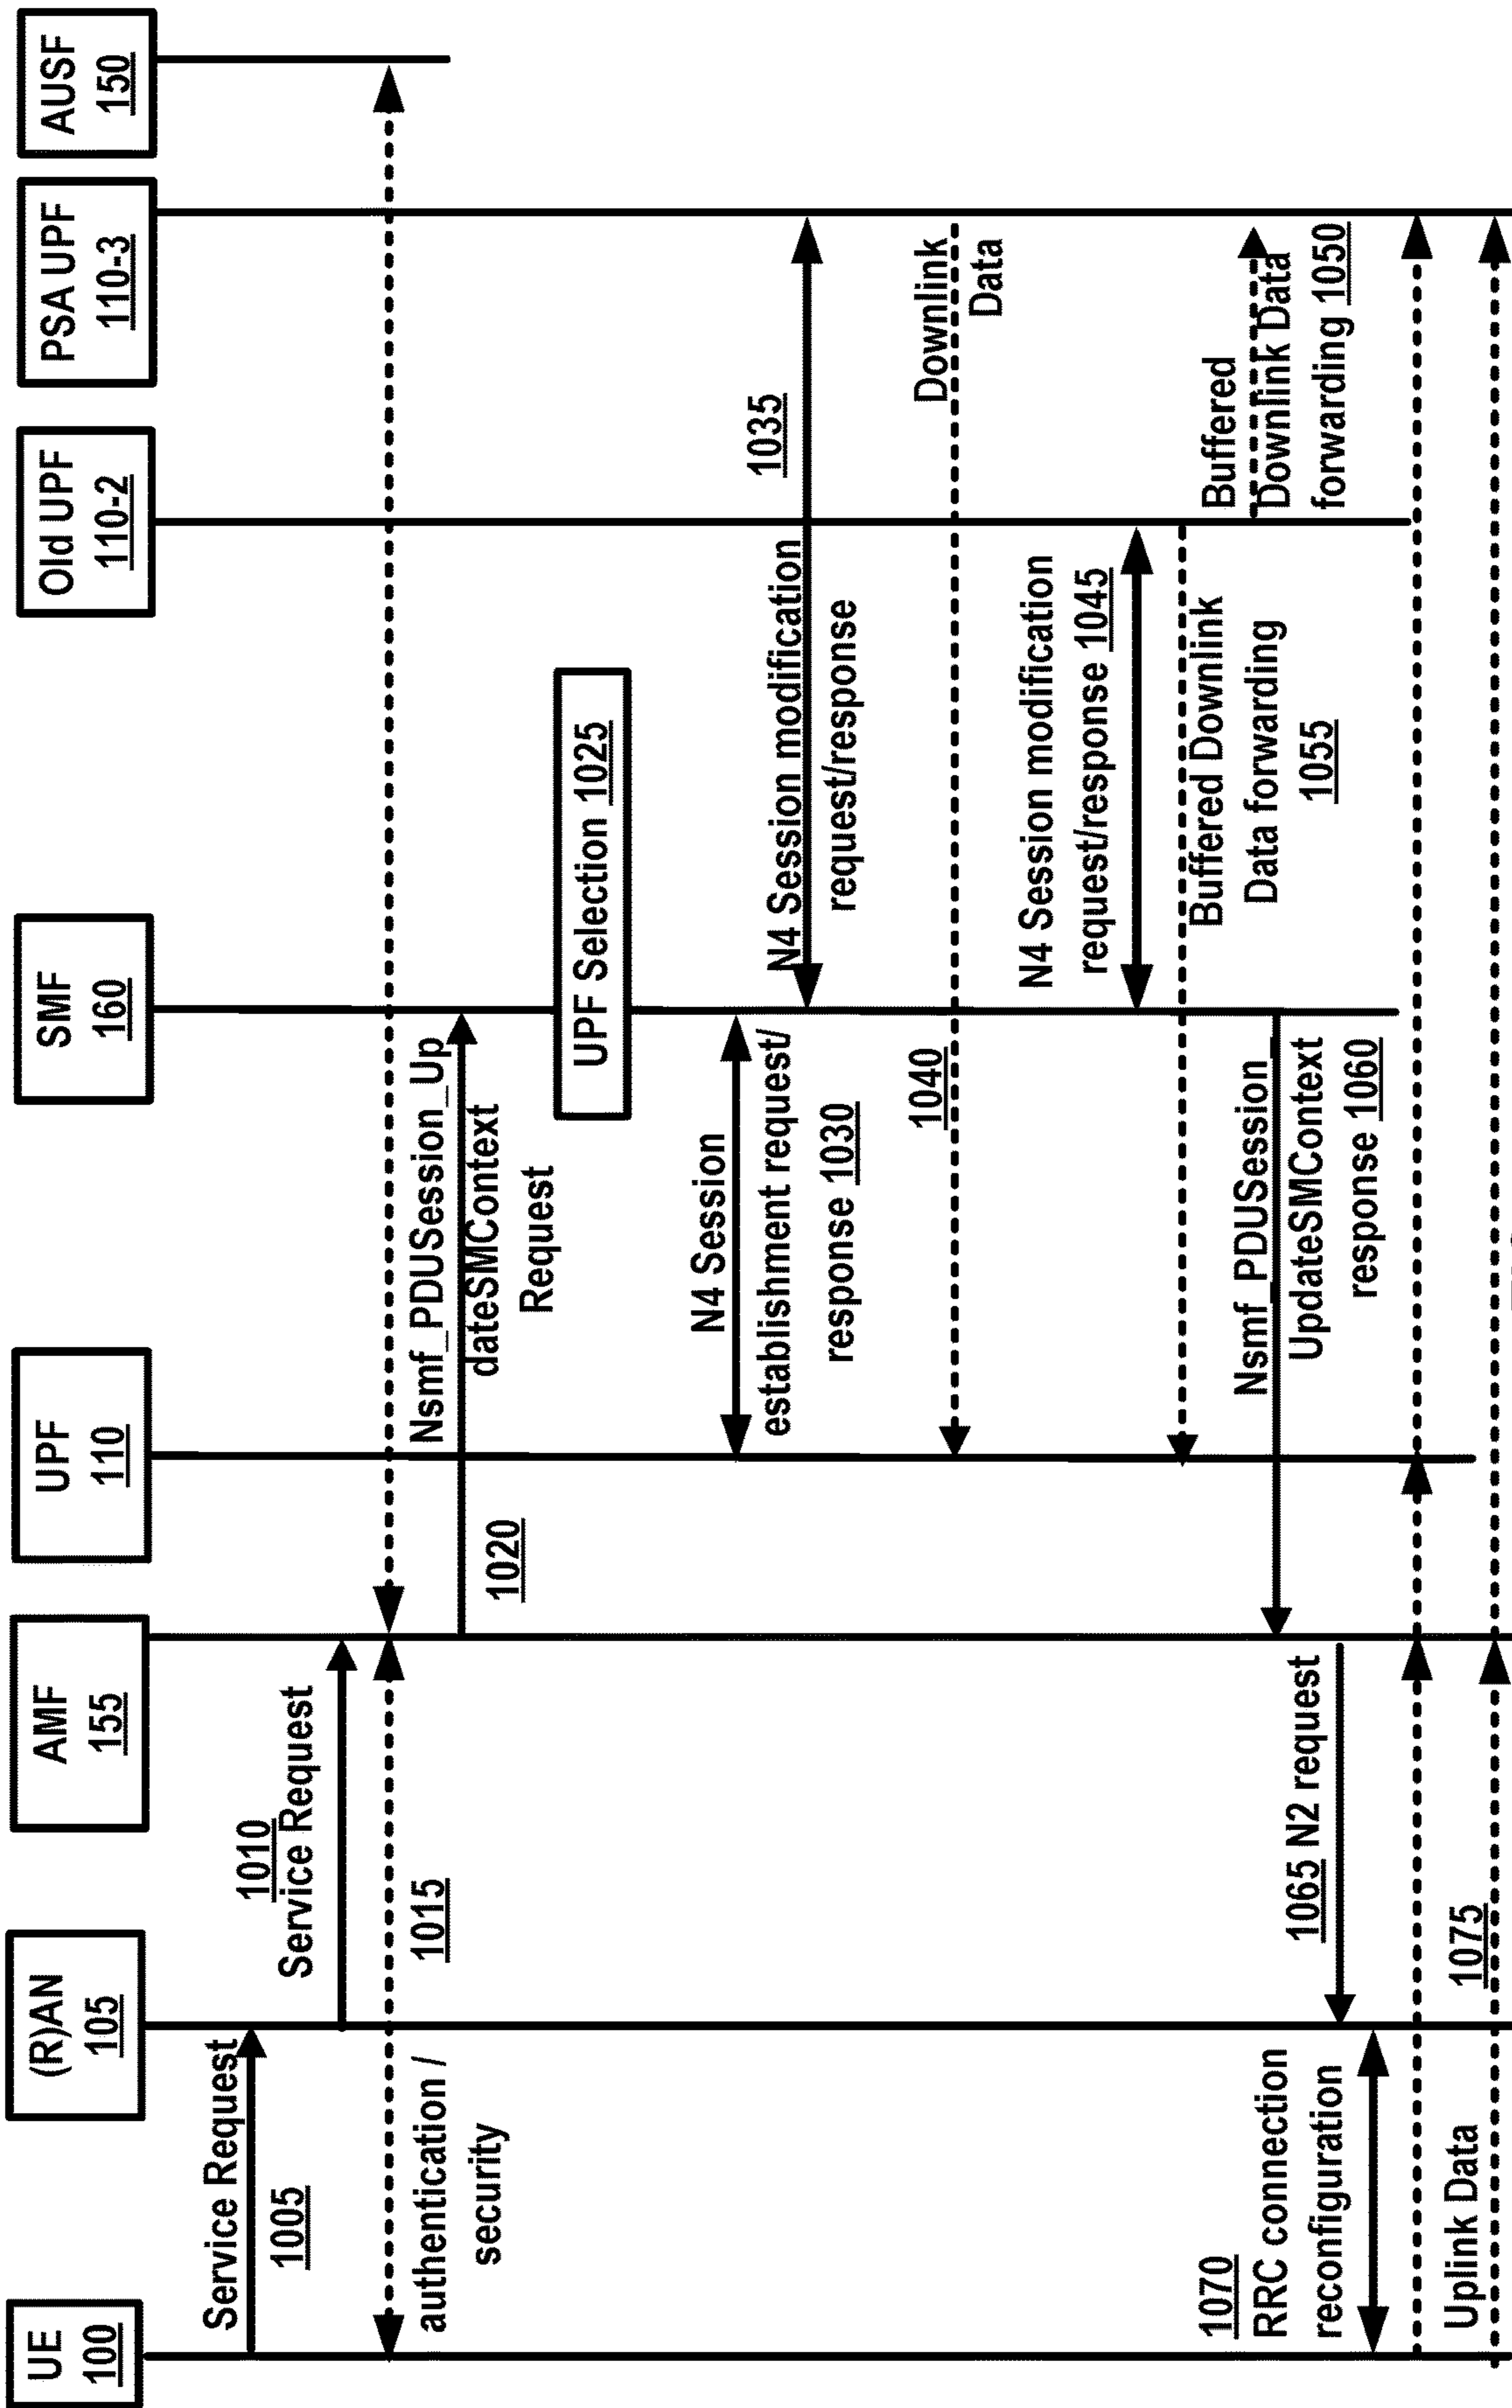 UE
100
(R)AN
105
AMF
155
UPF
110
SMF
160
Old UPF
110-2
PSA UPF
110-3
AUSF
150
Service Request
1005
1010
Service Request
authentication /
security
1015
Nsmf_PDUSession_Up
dateSMContext
Request
1020
UPF Selection 1025
N4 Session
establishment request/
response 1030
N4 Session modification
request/response
1035
Downlink
Data
1040
N4 Session modification
request/response 1045
Buffered
Downlink Data
forwarding 1050
Buffered Downlink
Data forwarding
1055
Nsmf_PDUSession_
UpdateSMContext
response 1060
1065 N2 request
1070
RRC connection
reconfiguration
Uplink Data
1075